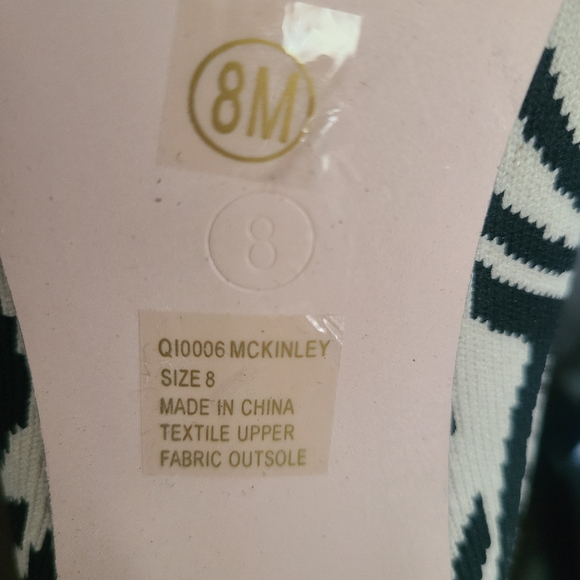 8M
8
QI0006 MCKINLEY
SIZE 8
MADE IN CHINA
TEXTILE UPPER
FABRIC OUTSOLE